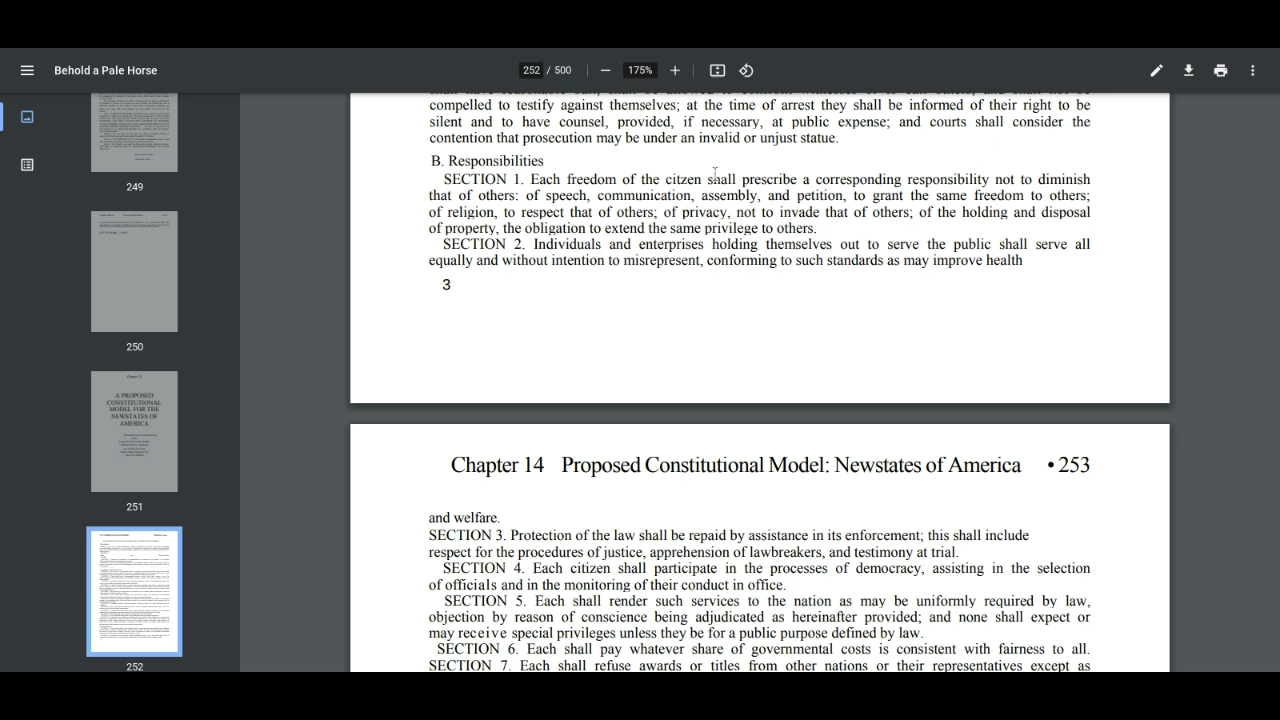 Behold a Pale Horse
252 / 500
175%
249
250
251
252
compelled to testify against themselves; at the time of arrest they shall be informed of their right to be
silent and to have counsel, provided, if necessary, at public expense; and courts shall consider the
contention that prosecution may be under an invalid or unjust statue.
B. Responsibilities
SECTION 1. Each freedom of the citzen shall prescribe a corresponding responsibility not to diminish
that of others: of speech, communication, assembly, and petition, to grant the same freedom to others;
of religion, to respect that of others; of privacy, not to invade that of others; of the holding and disposal
of property, the obligation to extend the same privilege to others.
SECTION 2. Individuals and enterprises holding themselves out to serve the public shall serve all
equally and without intention to misrepresent, conforming to such standards as may improve health
3
Chapter 14 Proposed Constitutional Model: Newstates of America • 253
and welfare.
SECTION 3. Protection of the law shall be repaid by assistance in its enforcement; this shall include
respect for the procedures of justice, apprehension of lawbreakers, and testimony at trial.
SECTION 4. Each citizen shall participate in the processes of democracy, assisting in the selection
of officials and in the monitoring of their conduct in office.
SECTION 5. Each shall render such services to the nation as may be uniformly required by law,
objection by reason of conscience being adjudicated as hereinafter provided; and none shall expect or
may receive special privileges unless they be for a public purpose defined by law.
SECTION 6. Each shall pay whatever share of governmental costs is consistent with fairness to all.
SECTION 7. Each shall refuse awards or titles from other nations or their representatives except as
A PROPOSED
CONSTITUTIONAL
MODEL FOR THE
NEWSTATES OF
AMERICA